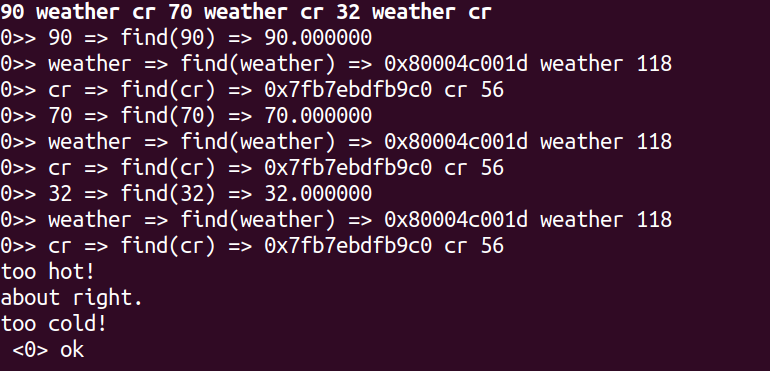 90 weather cr 70 weather cr 32 weather cr
0>> 90 => find(90) => 90.000000
0>> weather => find(weather) => 0x80004c001d weather 118
0>> cr => find(cr) => 0x7fb7ebdfb9c0 cr 56
0>> 70 => find(70) => 70.000000
0>> weather => find(weather) => 0x80004c001d weather 118
0>> cr => find(cr) => 0x7fb7ebdfb9c0 cr 56
0>> 32 => find(32) => 32.000000
0>> weather => find(weather) => 0x80004c001d weather 118
0>> cr => find(cr) => 0x7fb7ebdfb9c0 cr 56
too hot!
about right.
too cold!
 <0> ok